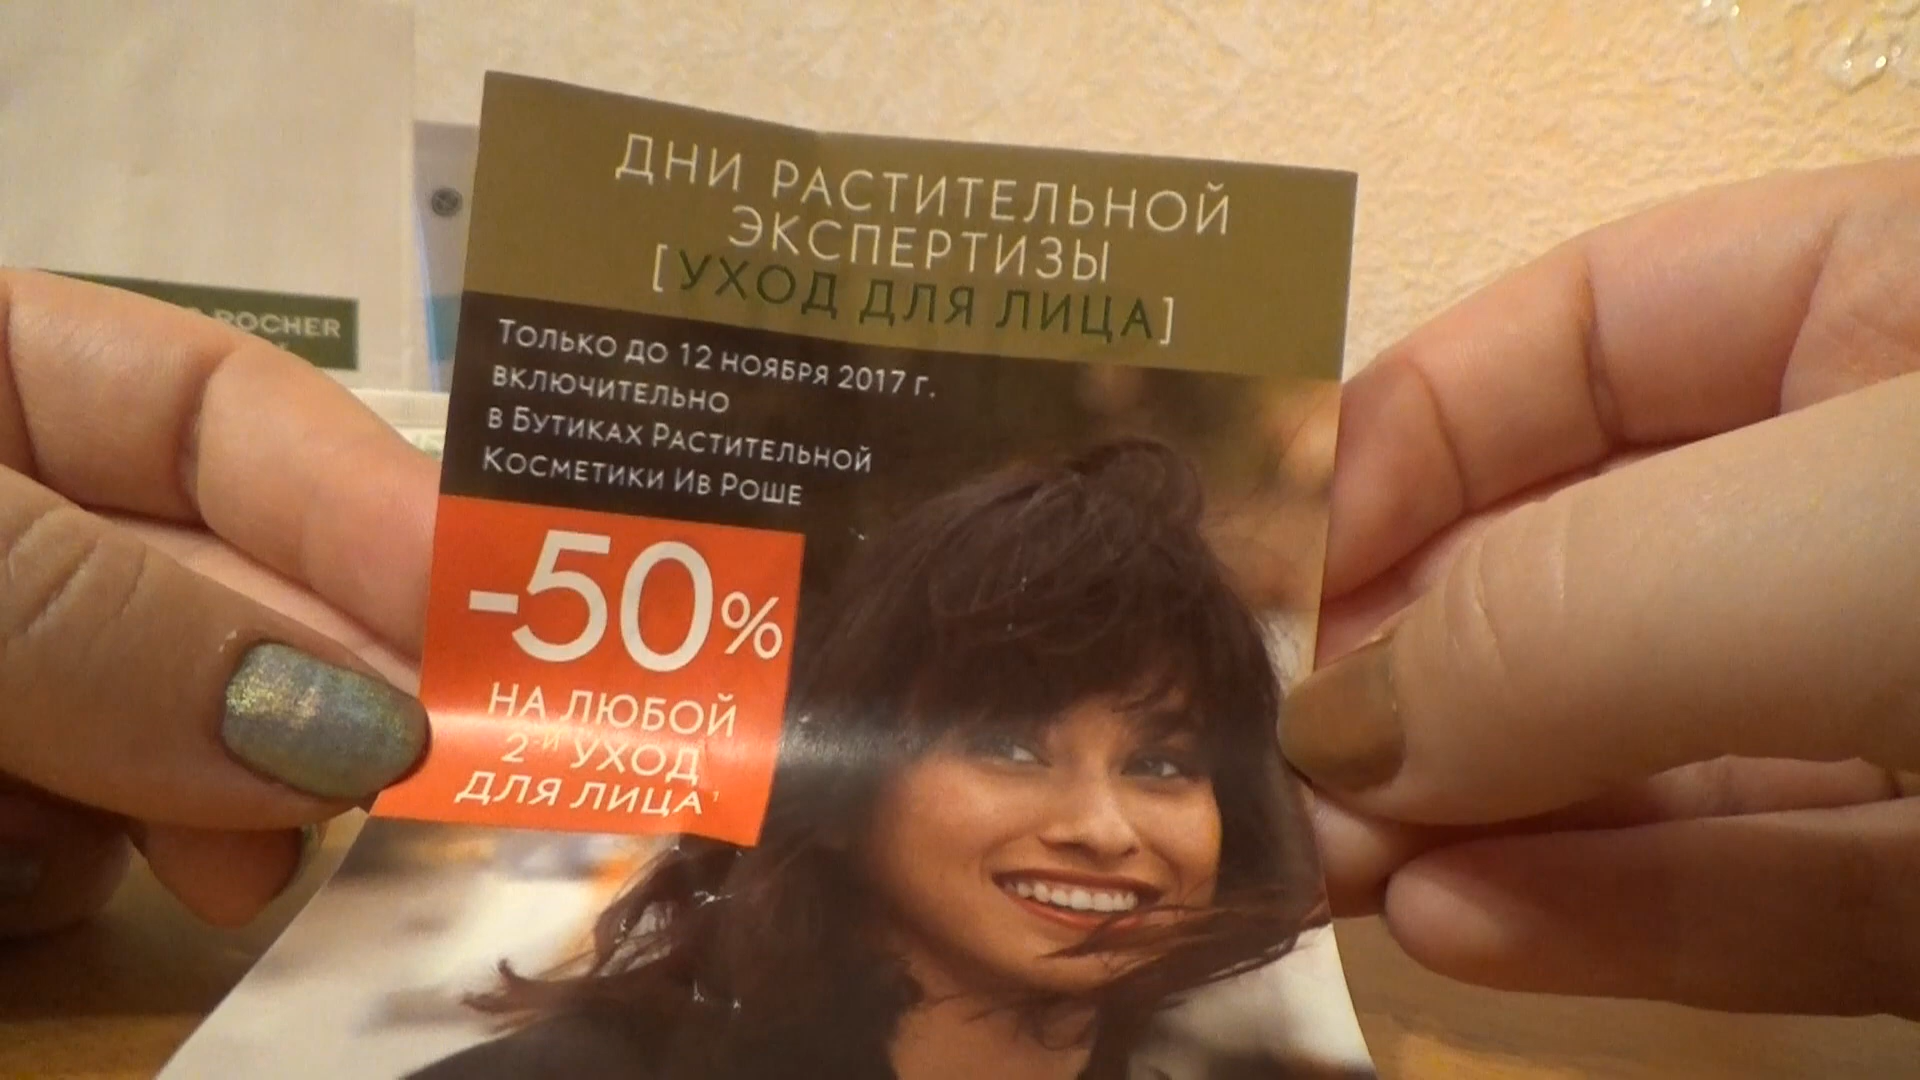 ДНИ РАСТИТЕЛЬНОЙ
ЭКСПЕРТИЗЫ
[УХОД ДЛЯ ЛИЦА]
Только до 12 ноября 2017 г.
включительно
в Бутиках Растительной
Косметики Ив Роше
-50%
НА ЛЮБОЙ
2-й УХОД
ДЛЯ ЛИЦА¹
ROCHER